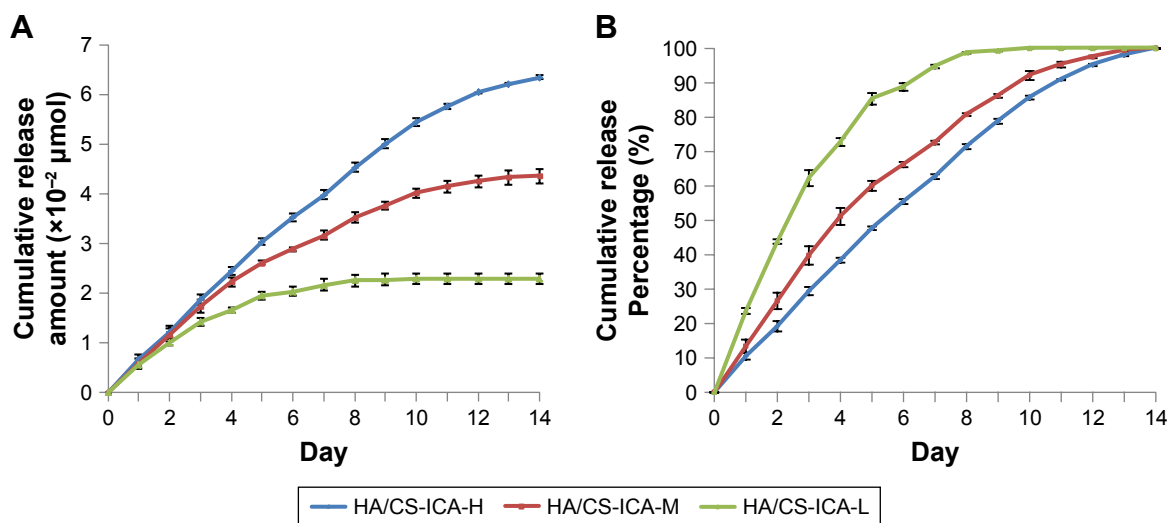 A
Cumulative release
amount (×10⁻² µmol)
7
6
5
4
3
2
1
0
0 2 4 6 8 10 12 14
Day
B
Cumulative release
Percentage (%)
100
90
80
70
60
50
40
30
20
10
0
0 2 4 6 8 10 12 14
Day
HA/CS-ICA-H HA/CS-ICA-M HA/CS-ICA-L